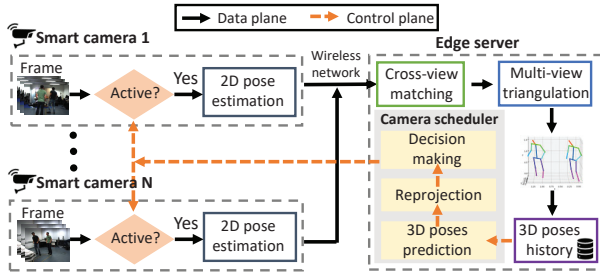 Data plane
Control plane
Smart camera 1
Frame
Active?
Yes
2D pose
estimation
Wireless
network
Edge server
Cross-view
matching
Multi-view
triangulation
Camera scheduler
Decision
making
Reprojection
3D poses
prediction
3D poses
history
Smart camera N
Frame
Active?
Yes
2D pose
estimation